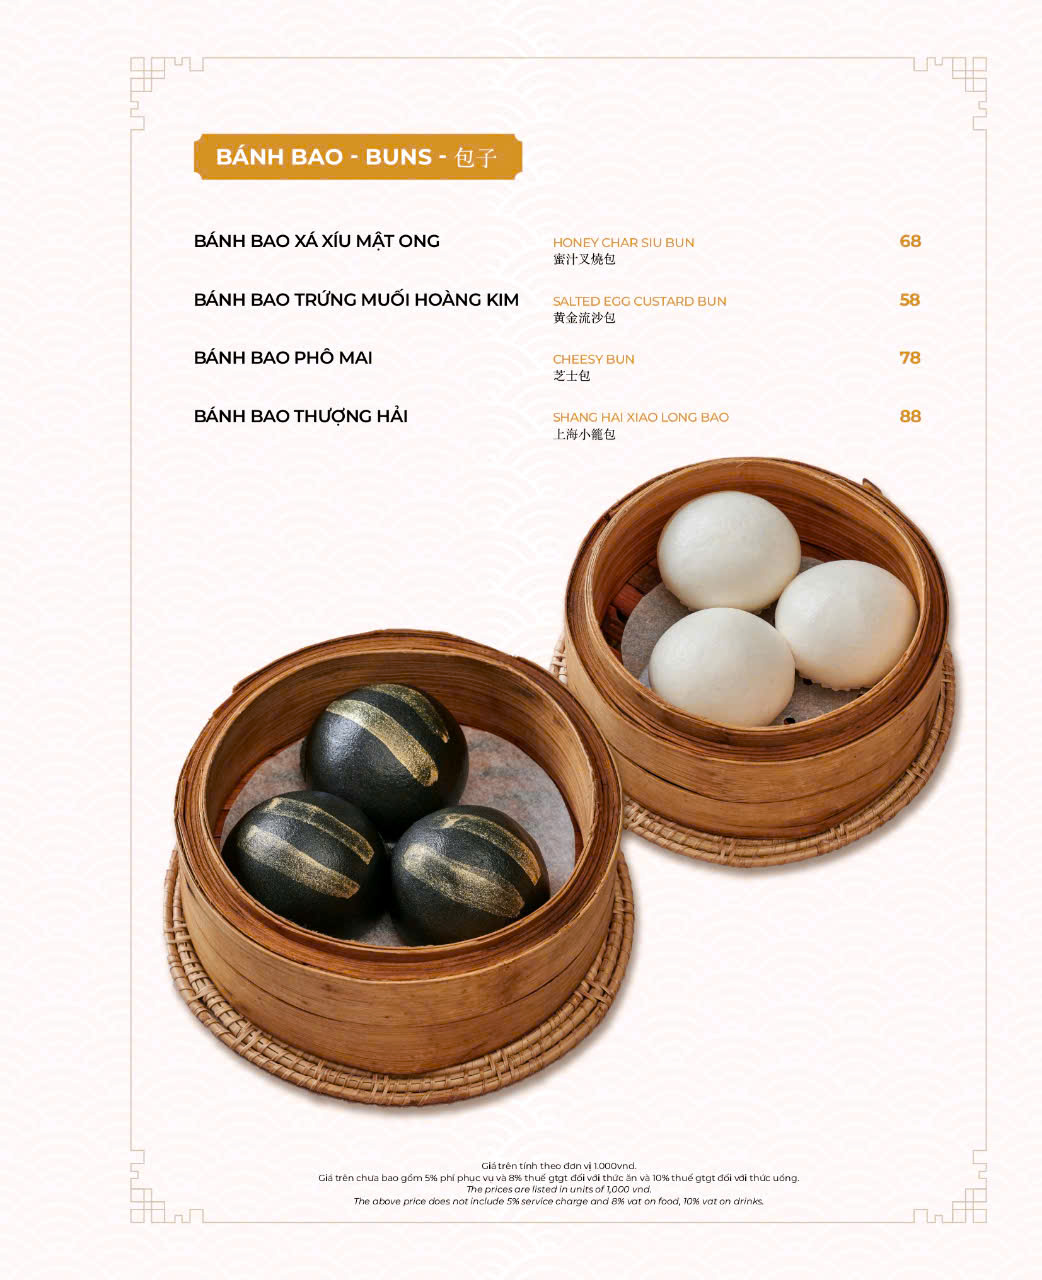 BÁNH BAO - BUNS - 包子
BÁNH BAO XÁ XÍU MẬT ONG
HONEY CHAR SIU BUN
68
蜜汁叉燒包
BÁNH BAO TRỨNG MUỐI HOÀNG KIM
SALTED EGG CUSTARD BUN
58
黄金流沙包
BÁNH BAO PHÔ MAI
CHEESY BUN
78
芝士包
BÁNH BAO THƯỢNG HẢI
SHANG HAI XIAO LONG BAO
88
上海小籠包
Giá trên tính theo đơn vị 1.000vnd.
Giá trên chưa bao gồm 5% phí phục vụ và 8% thuế gtgt đối với thức ăn và 10% thuế gtgt đối với thức uống.
The prices are listed in units of 1,000 vnd.
The above price does not include 5% service charge and 8% vat on food, 10% vat on drinks.